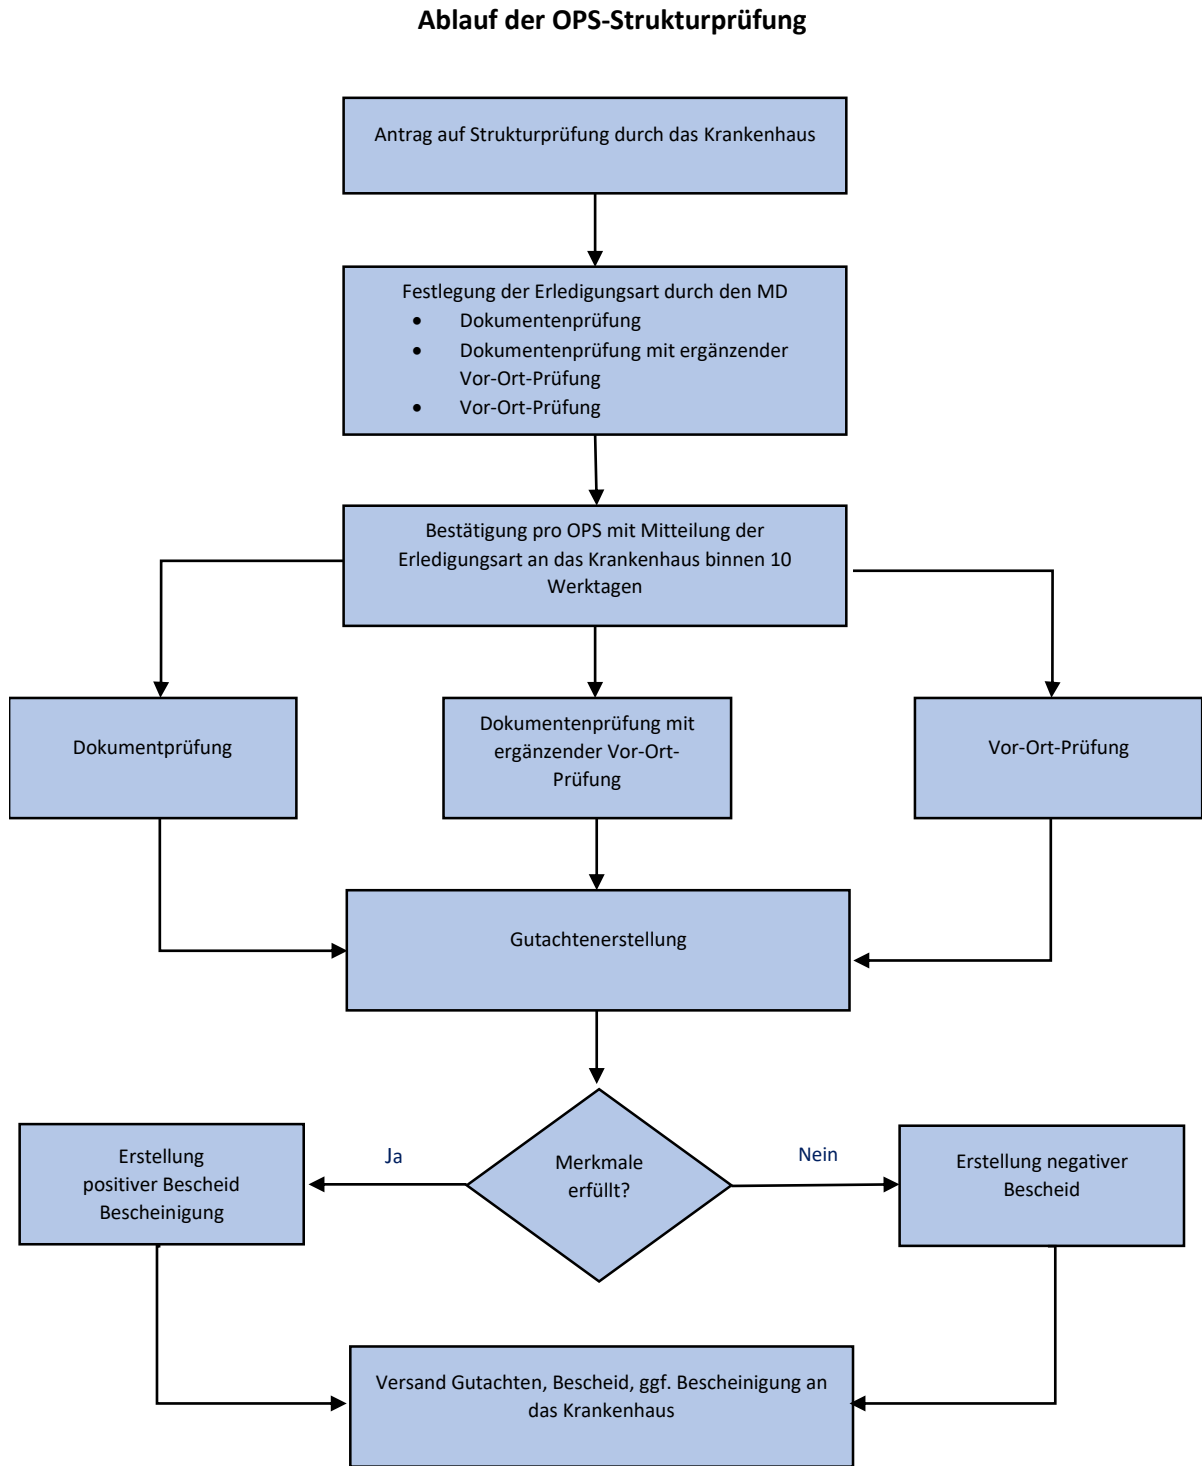 Ablauf der OPS-Strukturprüfung
Antrag auf Strukturprüfung durch das Krankenhaus
Festlegung der Erledigungsart durch den MD
• Dokumentenprüfung
• Dokumentenprüfung mit ergänzender
Vor-Ort-Prüfung
• Vor-Ort-Prüfung
Bestätigung pro OPS mit Mitteilung der
Erledigungsart an das Krankenhaus binnen 10
Werktagen
Dokumentprüfung
Dokumentenprüfung mit
ergänzender Vor-Ort-
Prüfung
Vor-Ort-Prüfung
Gutachtenerstellung
Merkmale
erfüllt?
Ja
Nein
Erstellung
positiver Bescheid
Bescheinigung
Erstellung negativer
Bescheid
Versand Gutachten, Bescheid, ggf. Bescheinigung an
das Krankenhaus